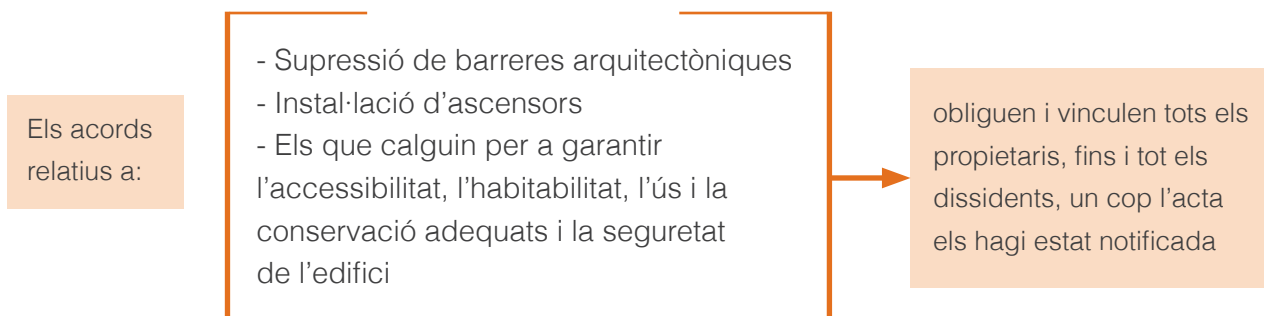 Els acords
relatius a:
- Supressió de barreres arquitectòniques
- Instal·lació d’ascensors
- Els que calguin per a garantir
l’accessibilitat, l’habitabilitat, l’ús i la
conservació adequats i la seguretat
de l’edifici
obliguen i vinculen tots els
propietaris, fins i tot els
dissidents, un cop l’acta
els hagi estat notificada